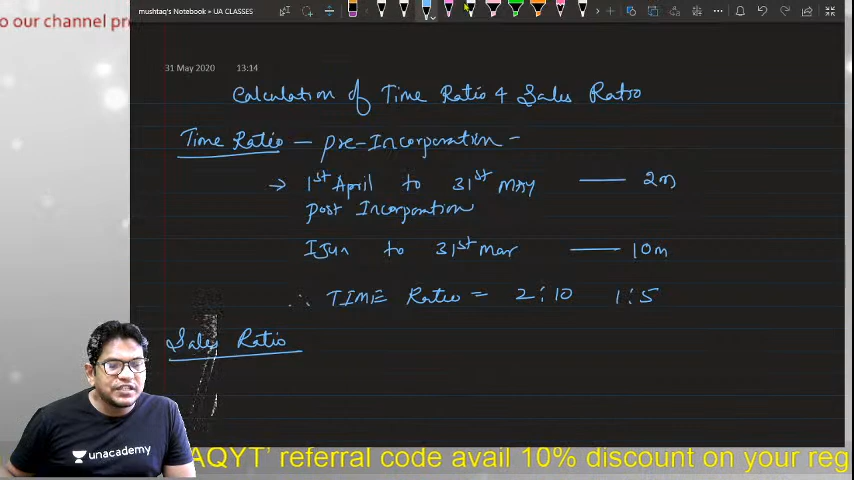 o our channel pr
mushtaq's Notebook » UA CLASSES
31 May 2020 13:14
Calculation of Time Ratio & Sales Ratio
Time Ratio — pre-Incorporation -
→ 1st April to 31st MAY —— 2m
post Incorporation
1Jun to 31st Mar —— 10m
∴ TIME Ratio = 2:10 1:5
Sales Ratio
unacademy
AQYT' referral code avail 10% discount on your reg